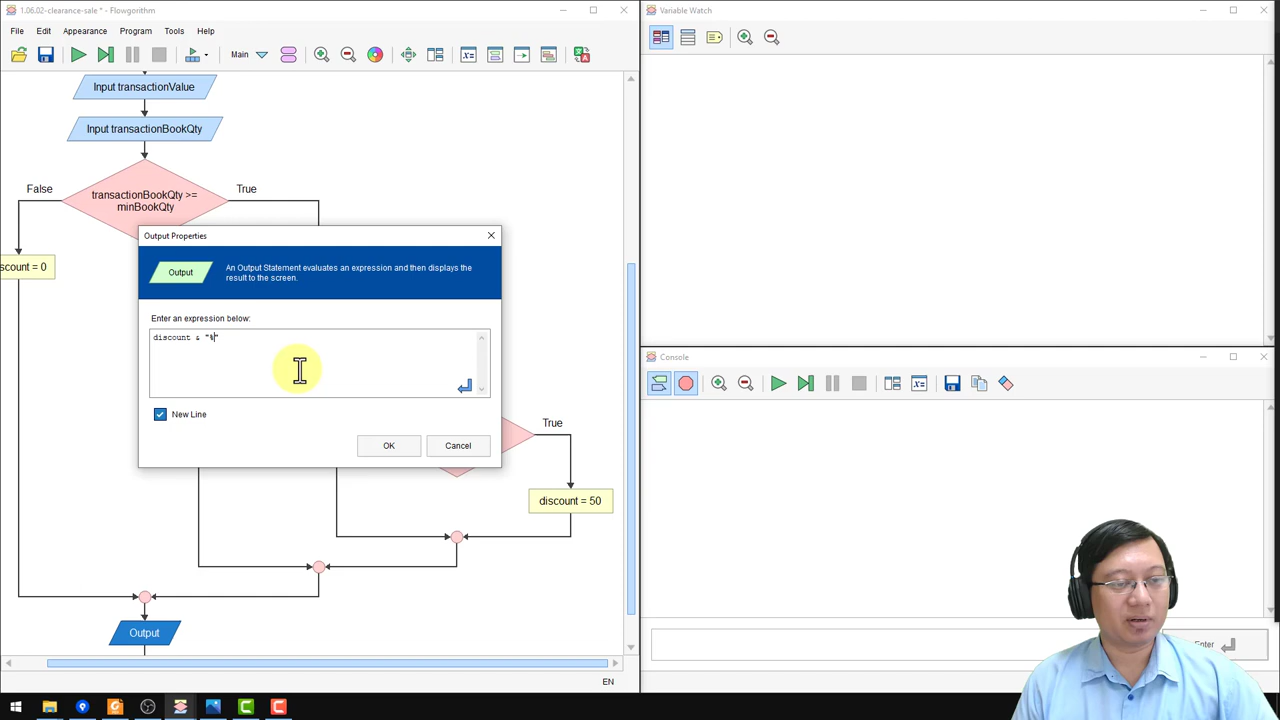 1.06.02-clearance-sale * - Flowgorithm
File Edit Appearance Program Tools Help
Main
Input transactionValue
Input transactionBookQty
False
True
transactionBookQty >=
minBookQty
scount = 0
Output Properties
Output
An Output Statement evaluates an expression and then displays the
result to the screen.
Enter an expression below:
discount & "%"
New Line
OK
Cancel
True
discount = 50
Output
EN
Variable Watch
Console
Enter